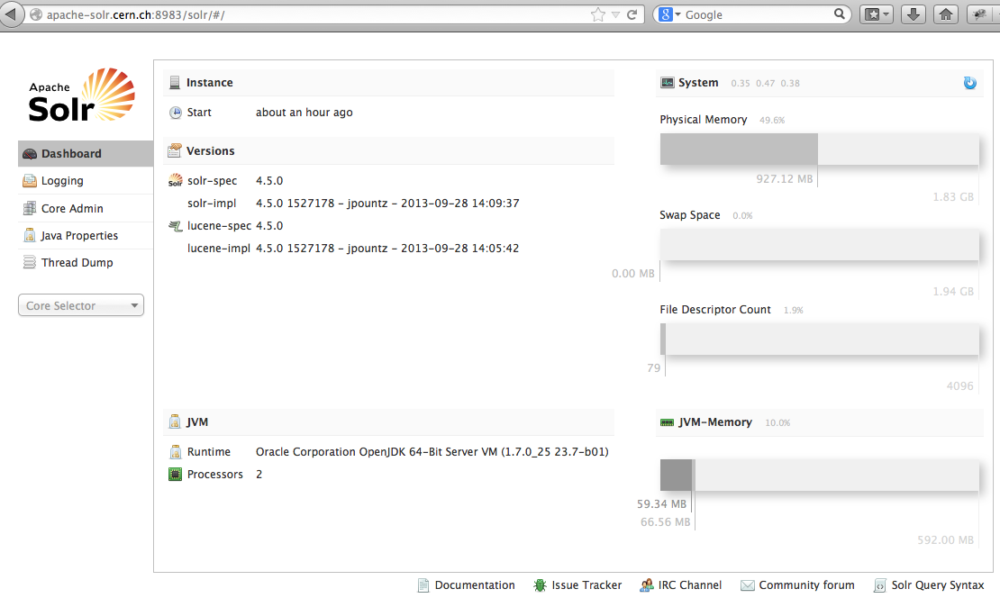 apache-solr.cern.ch:8983/solr/#/
Google
Apache
Solr
Dashboard
Logging
Core Admin
Java Properties
Thread Dump
Core Selector
Instance
Start about an hour ago
Versions
solr-spec 4.5.0
solr-impl 4.5.0 1527178 - jpountz - 2013-09-28 14:09:37
lucene-spec 4.5.0
lucene-impl 4.5.0 1527178 - jpountz - 2013-09-28 14:05:42
JVM
Runtime Oracle Corporation OpenJDK 64-Bit Server VM (1.7.0_25 23.7-b01)
Processors 2
System 0.35 0.47 0.38
Physical Memory 49.6%
927.12 MB
1.83 GB
Swap Space 0.0%
0.00 MB
1.94 GB
File Descriptor Count 1.9%
79
4096
JVM-Memory 10.0%
59.34 MB
66.56 MB
592.00 MB
Documentation Issue Tracker IRC Channel Community forum Solr Query Syntax